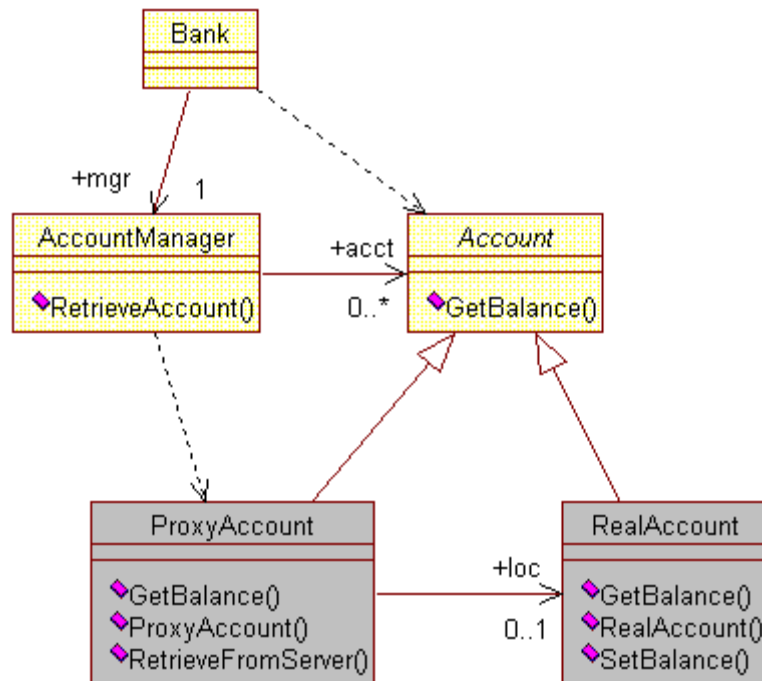 Bank
+mgr
1
AccountManager
RetrieveAccount()
+acct
0..*
Account
GetBalance()
ProxyAccount
GetBalance()
ProxyAccount()
RetrieveFromServer()
+loc
0..1
RealAccount
GetBalance()
RealAccount()
SetBalance()